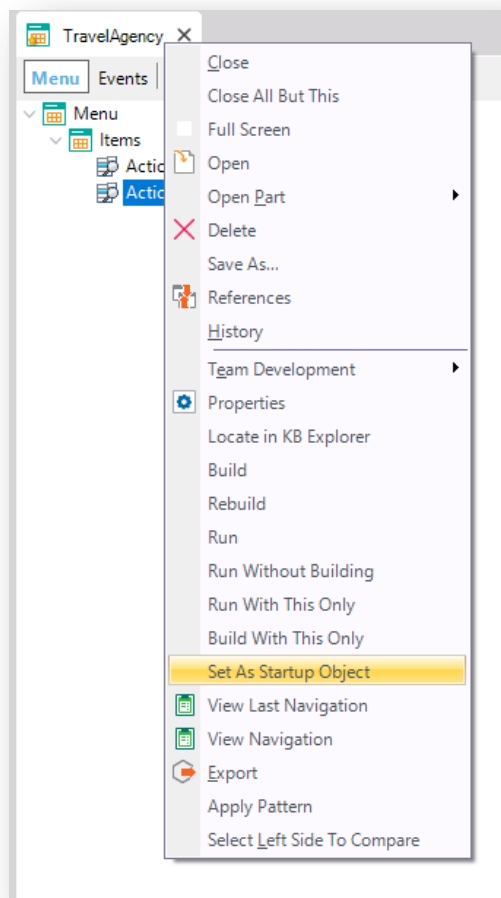 TravelAgency
Menu Events
Menu
Items
Close
Close All But This
Full Screen
Open
Open Part
Delete
Save As...
References
History
Team Development
Properties
Locate in KB Explorer
Build
Rebuild
Run
Run Without Building
Run With This Only
Build With This Only
Set As Startup Object
View Last Navigation
View Navigation
Export
Apply Pattern
Select Left Side To Compare